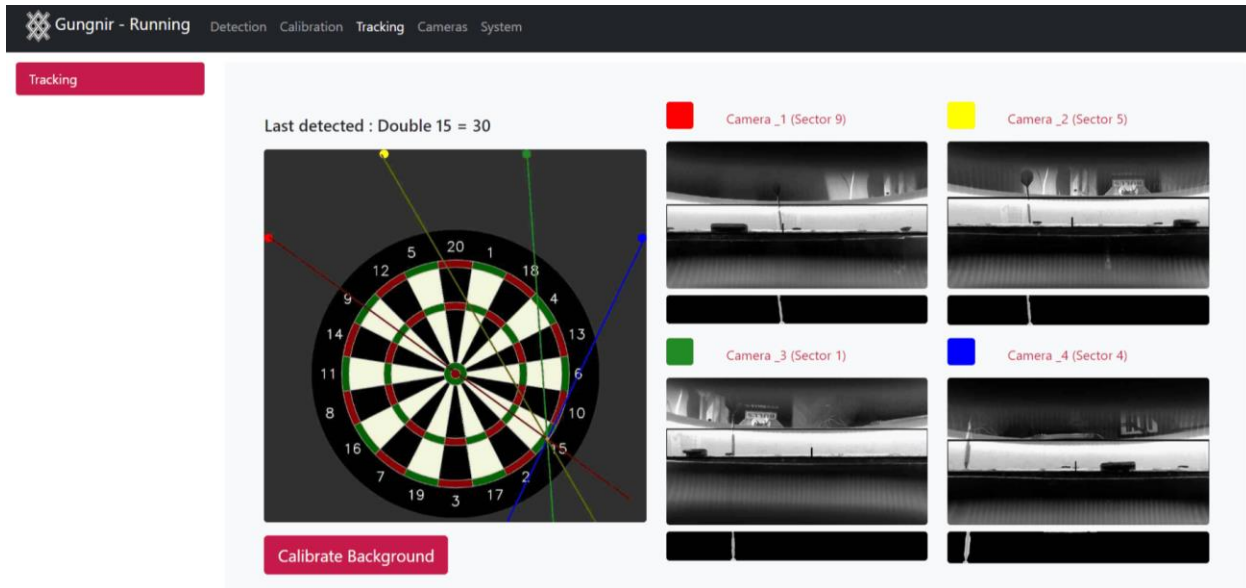 Gungnir - Running Detection Calibration Tracking Cameras System
Tracking
Last detected : Double 15 = 30
Camera _1 (Sector 9)
Camera _2 (Sector 5)
20
5 1
12 18
9 4
14 13
11 6
8 10
16 15
7 2
19 17
3
Camera _3 (Sector 1)
Camera _4 (Sector 4)
Calibrate Background